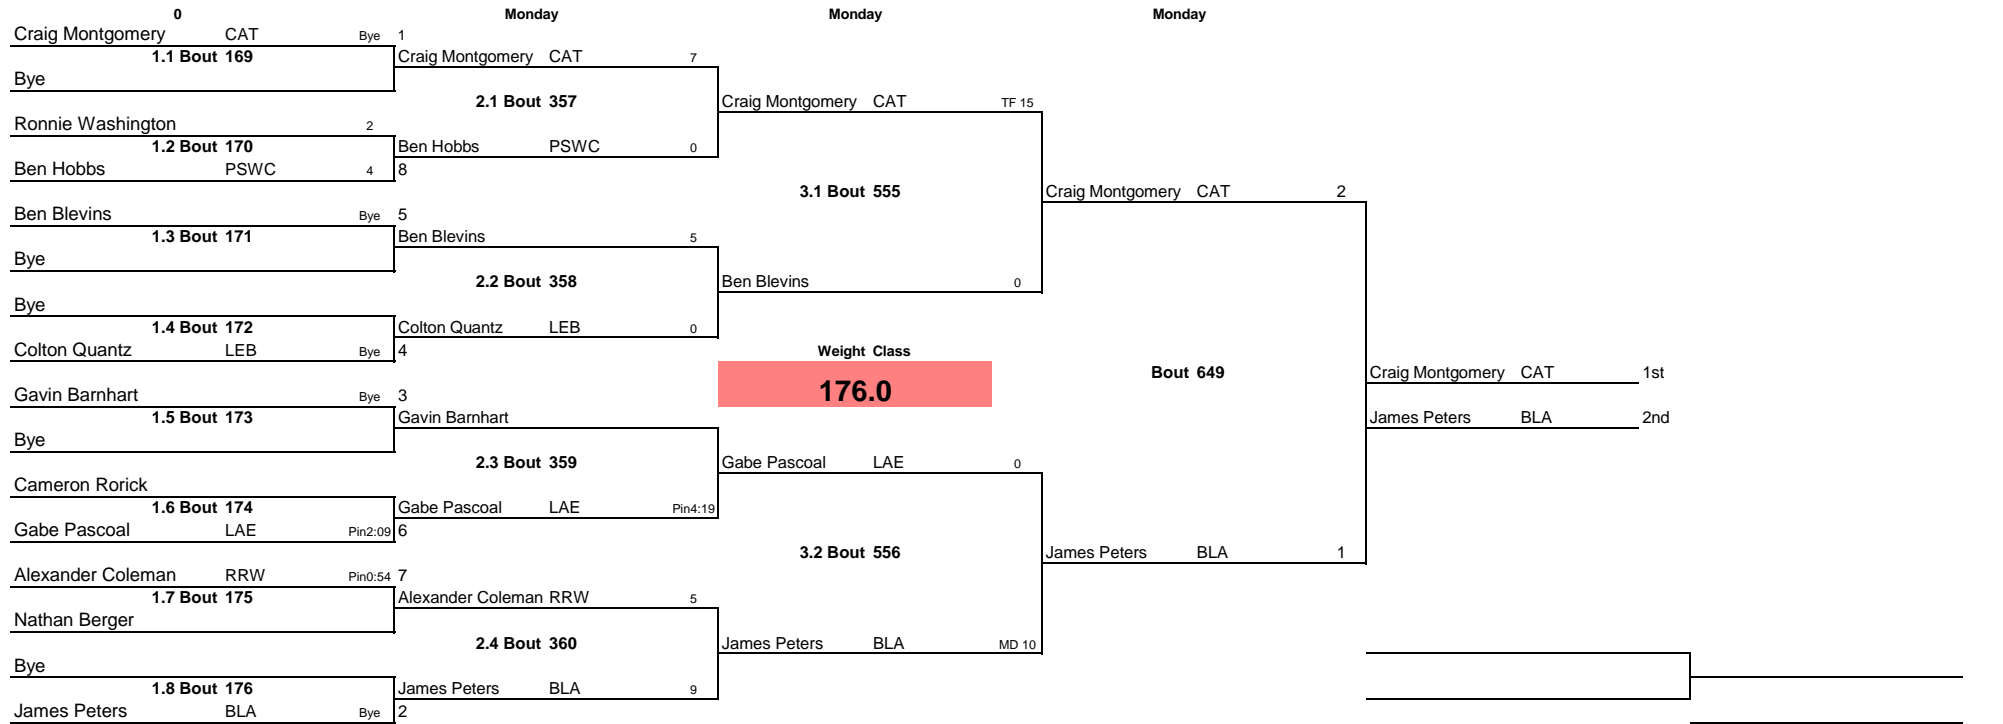 0 Monday Monday Monday
Craig Montgomery CAT Bye 1
1.1 Bout 169 Craig Montgomery CAT 7
Bye
2.1 Bout 357 Craig Montgomery CAT TF 15
Ronnie Washington 2
1.2 Bout 170 Ben Hobbs PSWC 0
Ben Hobbs PSWC 4 8
3.1 Bout 555 Craig Montgomery CAT 2
Ben Blevins Bye 5
1.3 Bout 171 Ben Blevins 5
Bye
2.2 Bout 358 Ben Blevins 0
Bye
1.4 Bout 172 Colton Quantz LEB 0
Colton Quantz LEB Bye 4 Weight Class
Bout 649 Craig Montgomery CAT 1st
Gavin Barnhart Bye 3 176.0
1.5 Bout 173 Gavin Barnhart James Peters BLA 2nd
Bye
2.3 Bout 359 Gabe Pascoal LAE 0
Cameron Rorick
1.6 Bout 174 Gabe Pascoal LAE Pin4:19
Gabe Pascoal LAE Pin2:09 6
3.2 Bout 556 James Peters BLA 1
Alexander Coleman RRW Pin0:54 7
1.7 Bout 175 Alexander Coleman RRW 5
Nathan Berger
2.4 Bout 360 James Peters BLA MD 10
Bye
1.8 Bout 176 James Peters BLA 9
James Peters BLA Bye 2